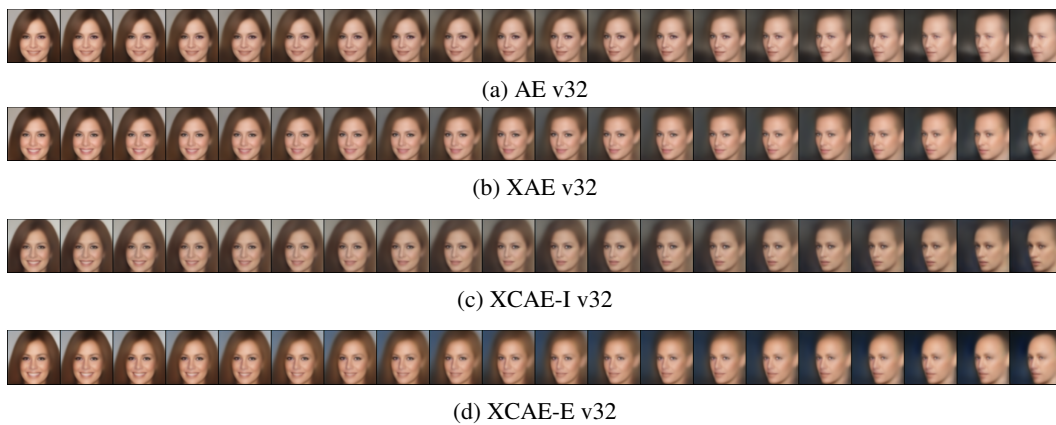 (a) AE v32
(b) XAE v32
(c) XCAE-I v32
(d) XCAE-E v32